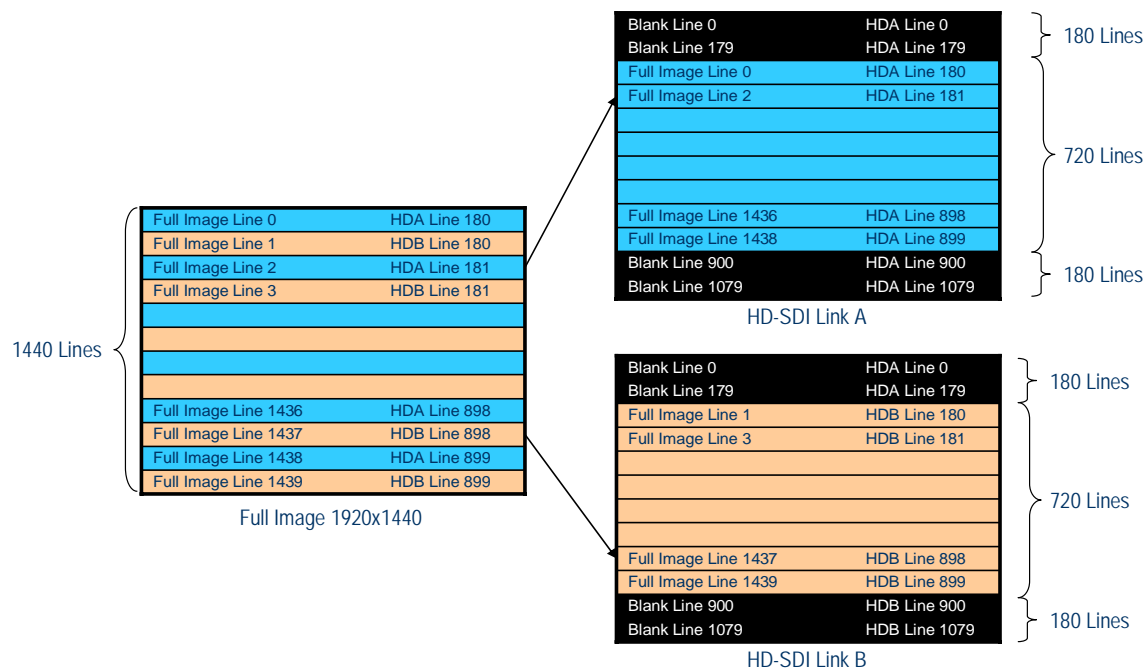 Blank Line 0 HDA Line 0
Blank Line 179 HDA Line 179
180 Lines
Full Image Line 0 HDA Line 180
Full Image Line 2 HDA Line 181
720 Lines
Full Image Line 1436 HDA Line 898
Full Image Line 1438 HDA Line 899
Blank Line 900 HDA Line 900
Blank Line 1079 HDA Line 1079
180 Lines
HD-SDI Link A
1440 Lines
Full Image Line 0 HDA Line 180
Full Image Line 1 HDB Line 180
Full Image Line 2 HDA Line 181
Full Image Line 3 HDB Line 181
Full Image Line 1436 HDA Line 898
Full Image Line 1437 HDB Line 898
Full Image Line 1438 HDA Line 899
Full Image Line 1439 HDB Line 899
Full Image 1920x1440
Blank Line 0 HDA Line 0
Blank Line 179 HDA Line 179
180 Lines
Full Image Line 1 HDB Line 180
Full Image Line 3 HDB Line 181
720 Lines
Full Image Line 1437 HDB Line 898
Full Image Line 1439 HDB Line 899
Blank Line 900 HDB Line 900
Blank Line 1079 HDB Line 1079
180 Lines
HD-SDI Link B